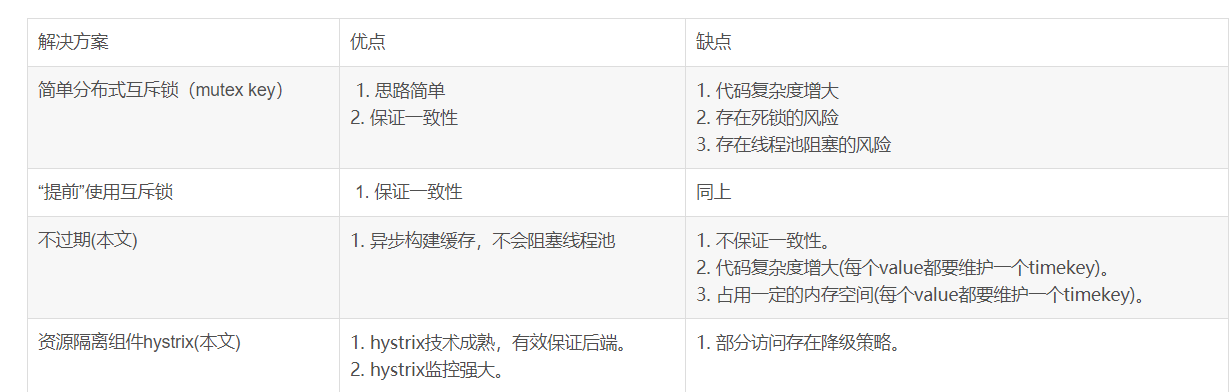 解决方案 优点 缺点
简单分布式互斥锁（mutex key） 1. 思路简单 1. 代码复杂度增大
2. 保证一致性 2. 存在死锁的风险
3. 存在线程池阻塞的风险
“提前”使用互斥锁 1. 保证一致性 同上
不过期(本文) 1. 异步构建缓存，不会阻塞线程池 1. 不保证一致性。
2. 代码复杂度增大(每个value都要维护一个timekey)。
3. 占用一定的内存空间(每个value都要维护一个timekey)。
资源隔离组件hystrix(本文) 1. hystrix技术成熟，有效保证后端。 1. 部分访问存在降级策略。
2. hystrix监控强大。